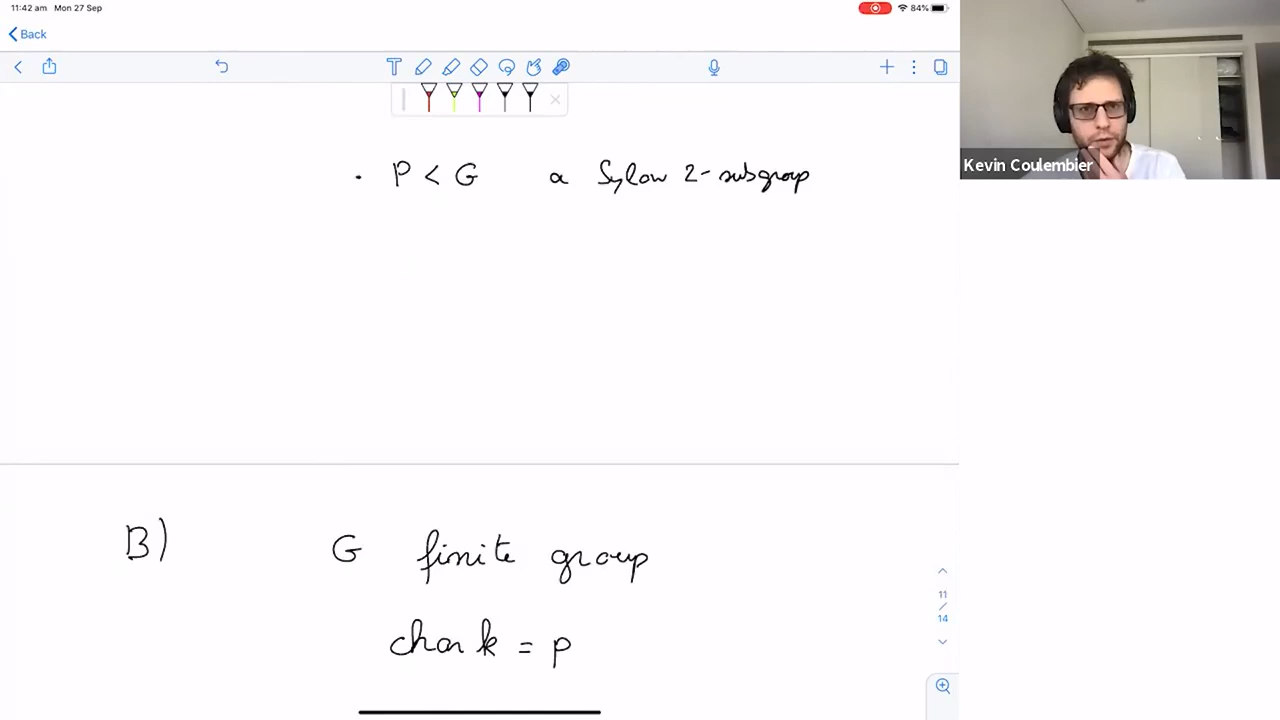 11:42 am Mon 27 Sep
84%
Back
T
Kevin Coulembier
. P < G a Sylow 2-subgroup
B) G finite group
char k = p
11
/
14